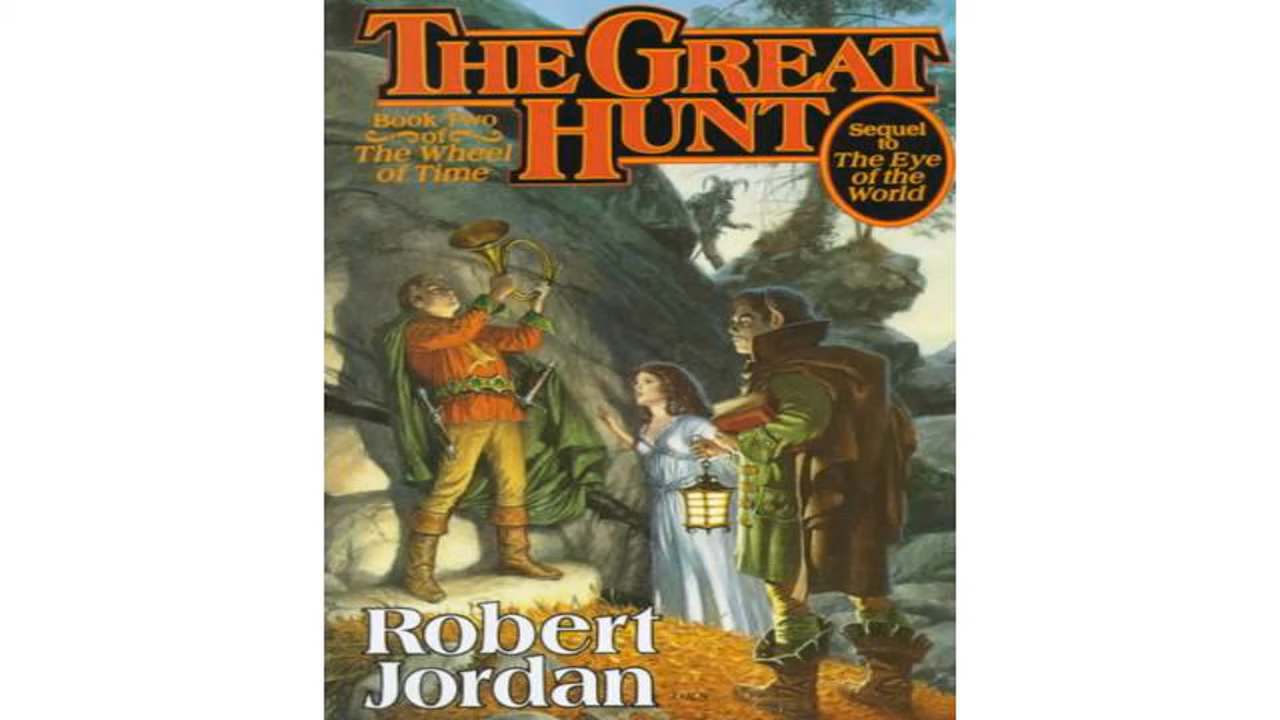 THE GREAT
HUNT
Book Two
of
The Wheel
of Time
Sequel
to
The Eye
of the
World
Robert
Jordan